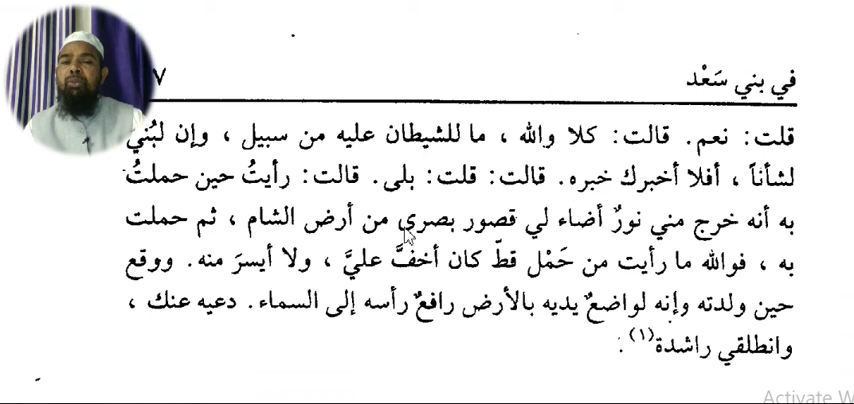 في بني سَعْد
٧
قلت: نعم. قالت: كلا والله ، ما للشيطان عليه من سبيل ، وإن لبُنيَّ
لشأناً ، أفلا أخبرك خبره. قالت: قلت: بلى. قالت: رأيتُ حين حملتُ
به أنه خرج مني نورٌ أضاء لي قصور بصرى من أرض الشام ، ثم حملت
به ، فوالله ما رأيت من حَمْل قطّ كان أخفَّ عليَّ ، ولا أيسرَ منه. ووقع
حين ولدته وإنه لواضعٌ يديه بالأرض رافعٌ رأسه إلى السماء. دعيه عنك ،
وانطلقي راشدة(١).
Activate W